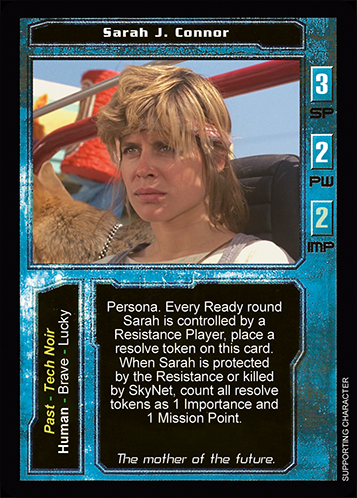 Sarah J. Connor
3
SP
2
PW
2
IMP
Past - Tech Noir
Human - Brave - Lucky
Persona. Every Ready round
Sarah is controlled by a
Resistance Player, place a
resolve token on this card.
When Sarah is protected
by the Resistance or killed
by SkyNet, count all resolve
tokens as 1 Importance and
1 Mission Point.
The mother of the future.
SUPPORTING CHARACTER